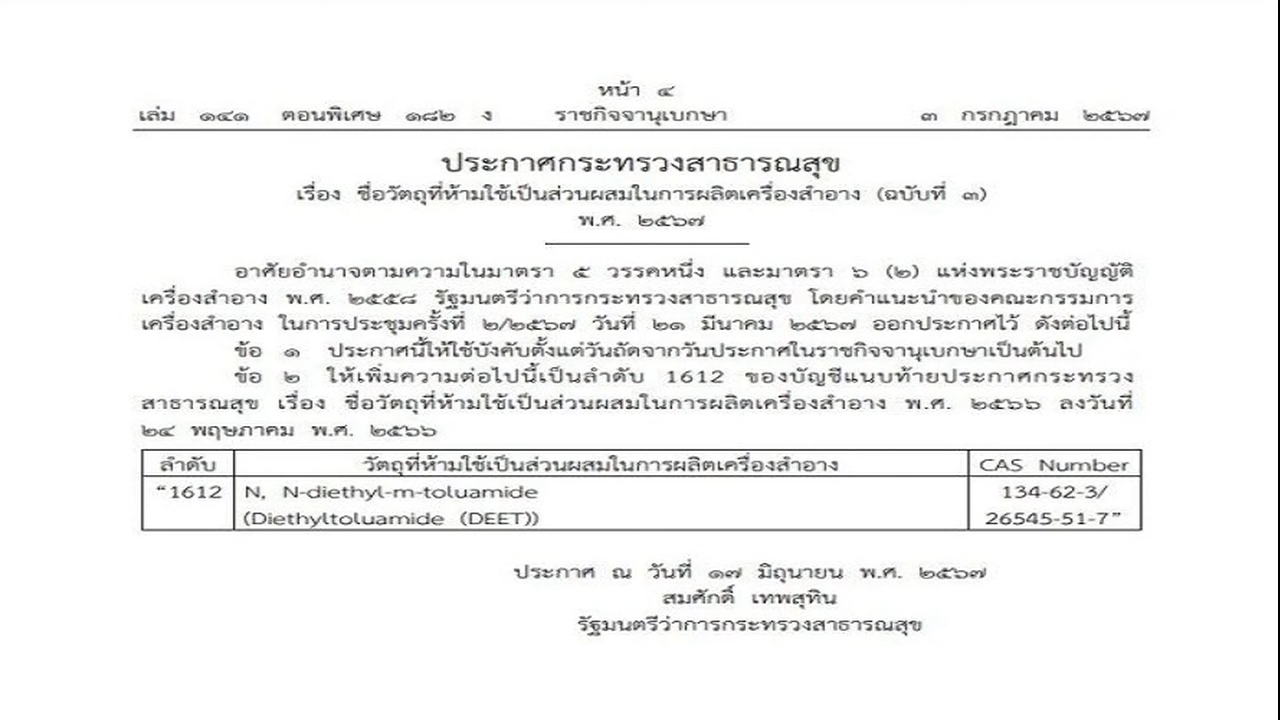 หน้า ๔
เล่ม ๑๔๑ ตอนพิเศษ ๑๘๒ ง ราชกิจจานุเบกษา ๓ กรกฎาคม ๒๕๖๗
ประกาศกระทรวงสาธารณสุข
เรื่อง ชื่อวัตถุที่ห้ามใช้เป็นส่วนผสมในการผลิตเครื่องสำอาง (ฉบับที่ ๓)
พ.ศ. ๒๕๖๗
อาศัยอำนาจตามความในมาตรา ๕ วรรคหนึ่ง และมาตรา ๖ (๒) แห่งพระราชบัญญัติ
เครื่องสำอาง พ.ศ. ๒๕๕๘ รัฐมนตรีว่าการกระทรวงสาธารณสุข โดยคำแนะนำของคณะกรรมการ
เครื่องสำอาง ในการประชุมครั้งที่ ๒/๒๕๖๗ วันที่ ๒๑ มีนาคม ๒๕๖๗ ออกประกาศไว้ ดังต่อไปนี้
ข้อ ๑ ประกาศนี้ให้ใช้บังคับตั้งแต่วันถัดจากวันประกาศในราชกิจจานุเบกษาเป็นต้นไป
ข้อ ๒ ให้เพิ่มความต่อไปนี้เป็นลำดับ 1612 ของบัญชีแนบท้ายประกาศกระทรวง
สาธารณสุข เรื่อง ชื่อวัตถุที่ห้ามใช้เป็นส่วนผสมในการผลิตเครื่องสำอาง พ.ศ. ๒๕๖๖ ลงวันที่
๒๔ พฤษภาคม พ.ศ. ๒๕๖๖
ลำดับ วัตถุที่ห้ามใช้เป็นส่วนผสมในการผลิตเครื่องสำอาง CAS Number
“1612 N, N-diethyl-m-toluamide 134-62-3/
(Diethyltoluamide (DEET)) 26545-51-7”
ประกาศ ณ วันที่ ๑๗ มิถุนายน พ.ศ. ๒๕๖๗
สมศักดิ์ เทพสุทิน
รัฐมนตรีว่าการกระทรวงสาธารณสุข